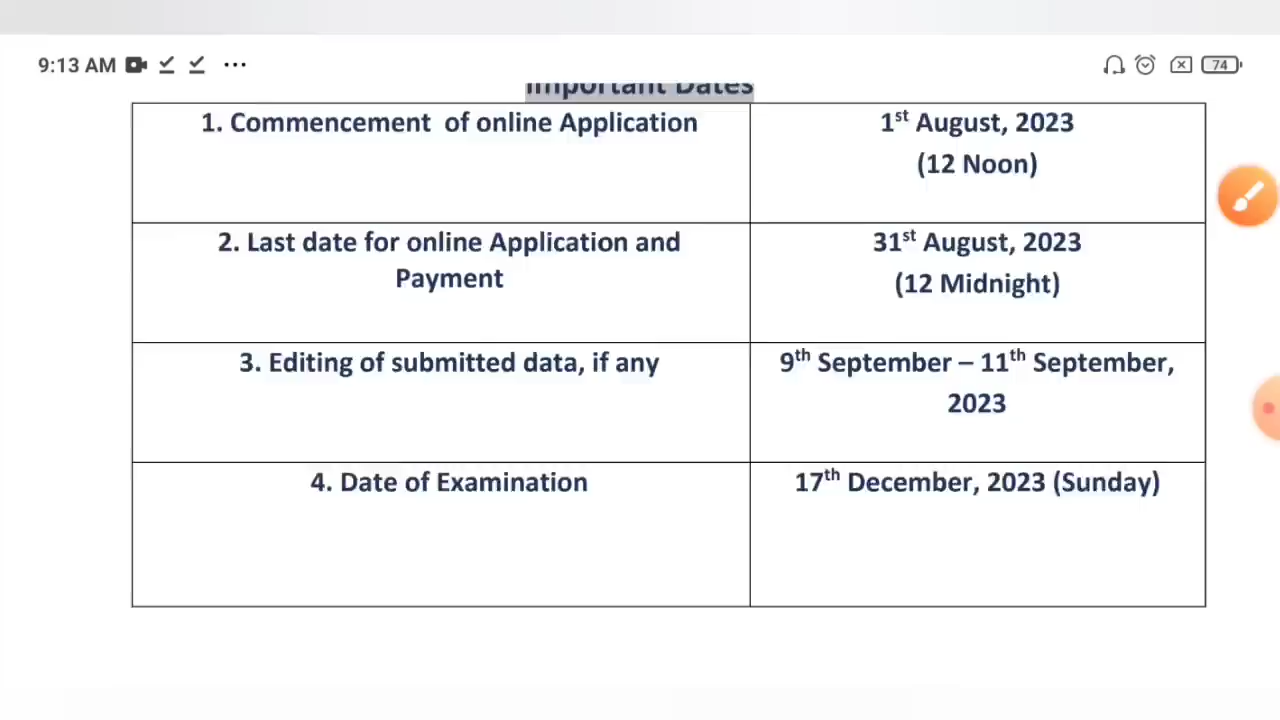 9:13 AM
74
Important Dates
1. Commencement of online Application
1st August, 2023
(12 Noon)
2. Last date for online Application and
Payment
31st August, 2023
(12 Midnight)
3. Editing of submitted data, if any
9th September – 11th September,
2023
4. Date of Examination
17th December, 2023 (Sunday)